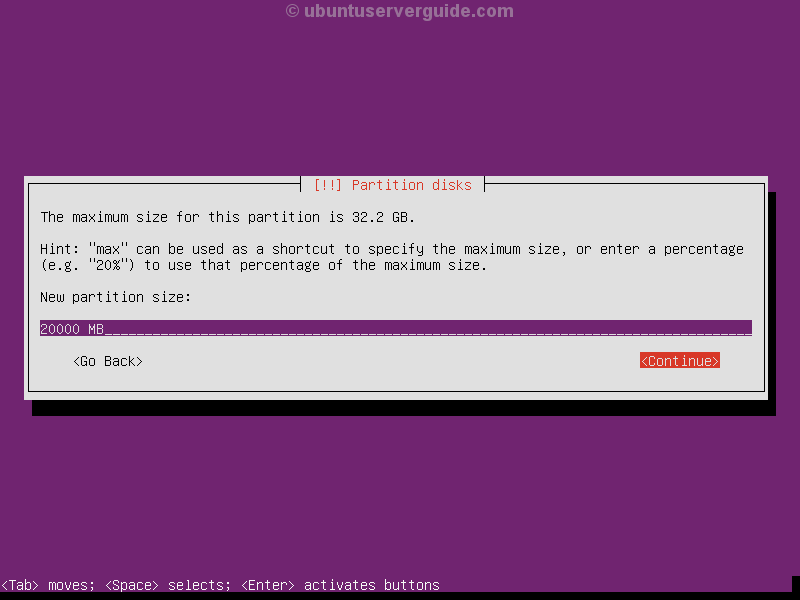 © ubuntuserverguide.com
[!!] Partition disks
The maximum size for this partition is 32.2 GB.
Hint: "max" can be used as a shortcut to specify the maximum size, or enter a percentage
(e.g. "20%") to use that percentage of the maximum size.
New partition size:
20000 MB
<Go Back> <Continue>
<Tab> moves; <Space> selects; <Enter> activates buttons